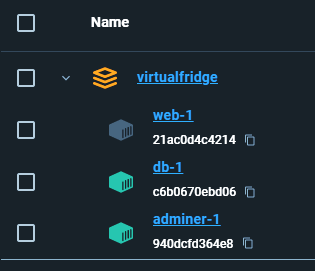 Name
virtualfridge
web-1
21ac0d4c4214
db-1
c6b0670ebd06
adminer-1
940dcfd364e8